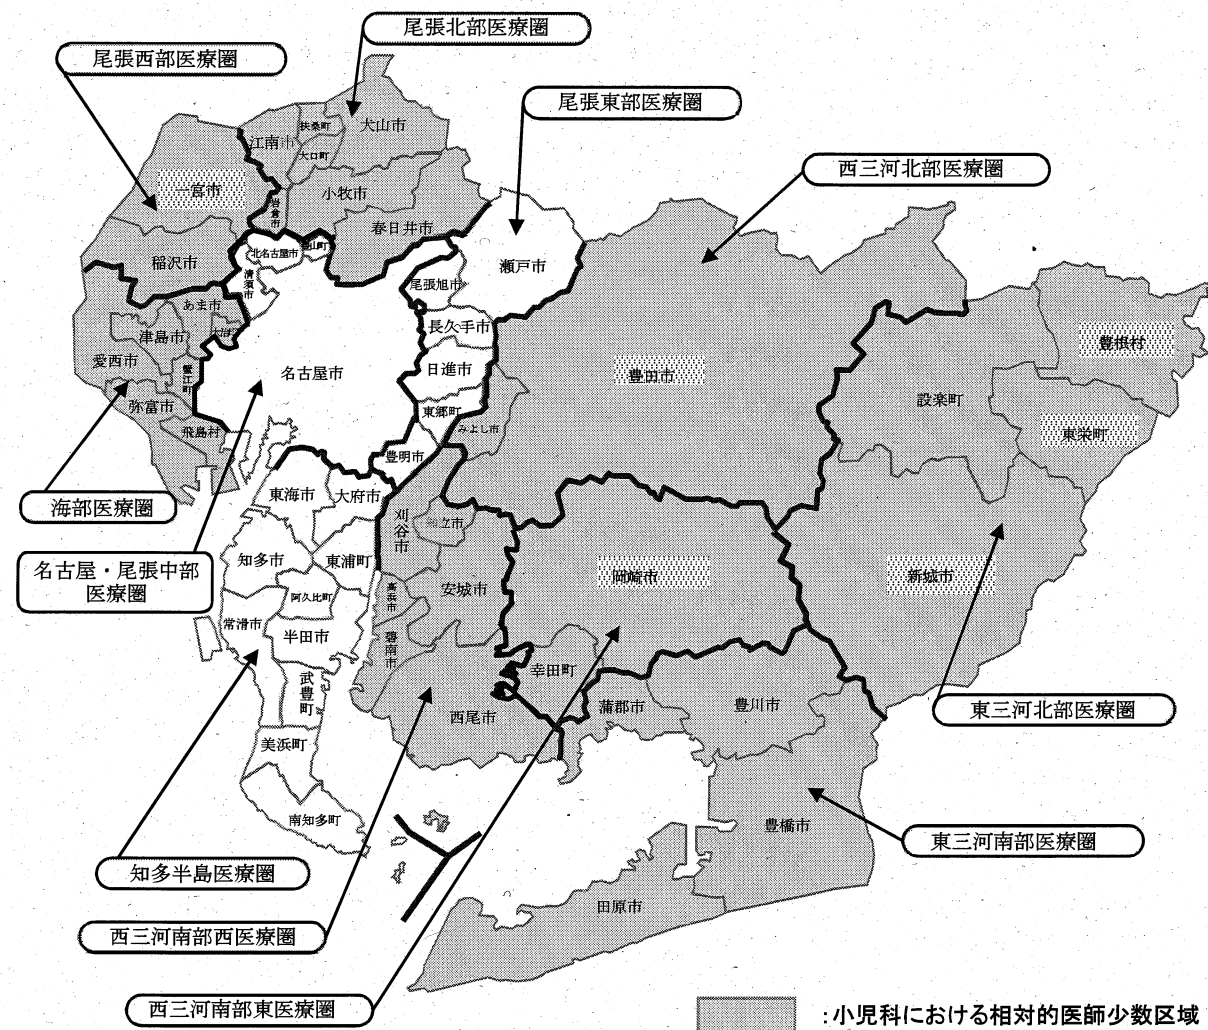 尾張北部医療圏
尾張西部医療圏
尾張東部医療圏
西三河北部医療圏
扶桑町
犬山市
江南市
大口町
一宮市
小牧市
岩倉市
春日井市
北名古屋市
瀬戸市
稲沢市
清須市
尾張旭市
あま市
長久手市
津島市
豊根村
愛西市
蟹江町
名古屋市
日進市
豊田市
設楽町
弥富市
東郷町
飛島村
みよし市
東栄町
豊明市
海部医療圏
東海市
大府市
刈谷市
知立市
名古屋・尾張中部
医療圏
知多市
東浦町
岡崎市
新城市
阿久比町
高浜市
安城市
常滑市
半田市
碧南市
武豊町
幸田町
西尾市
蒲郡市
豊川市
東三河北部医療圏
美浜町
南知多町
豊橋市
東三河南部医療圏
知多半島医療圏
田原市
西三河南部西医療圏
西三河南部東医療圏
:小児科における相対的医師少数区域